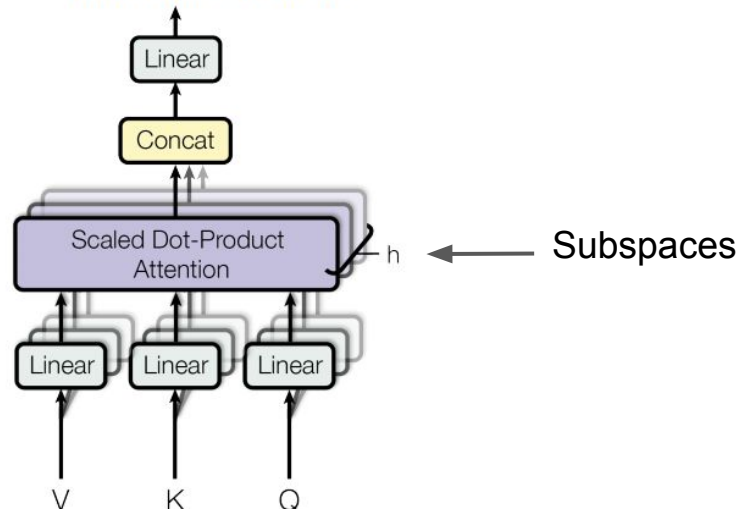 Linear
Concat
Scaled Dot-Product
Attention
h
Subspaces
Linear Linear Linear
V K Q